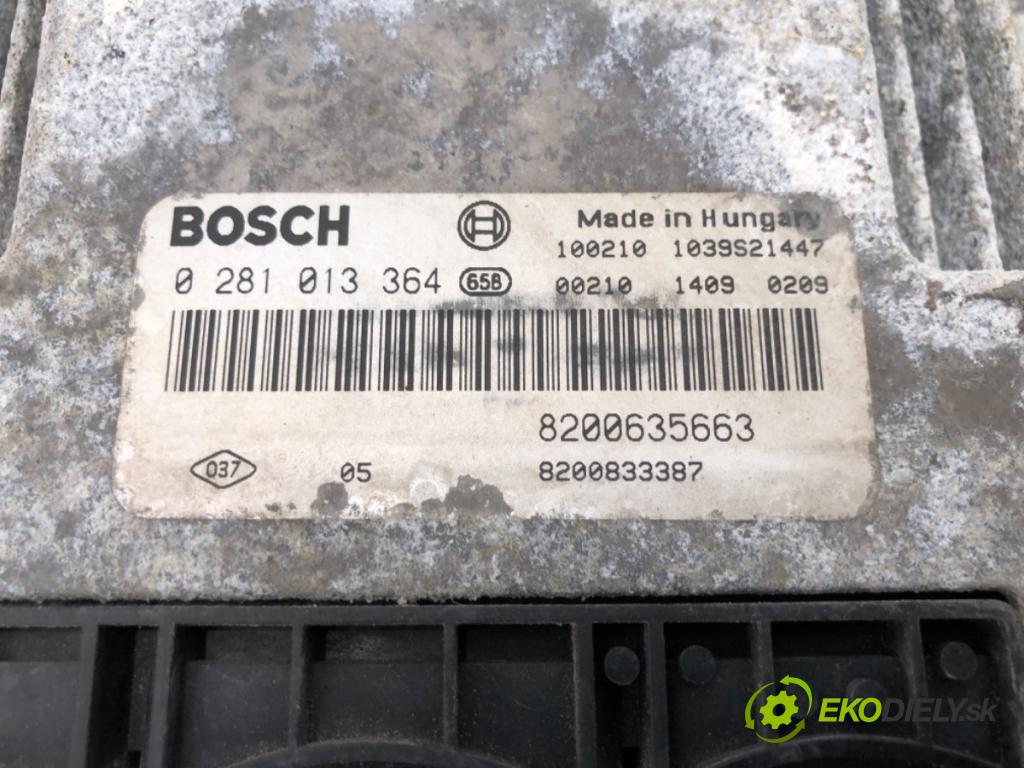 BOSCH
Made in Hungary
100210 1039S21447
0 281 013 364 65B
00210 1409 0209
8200635663
037 05 8200833387
EKODIELY.sk